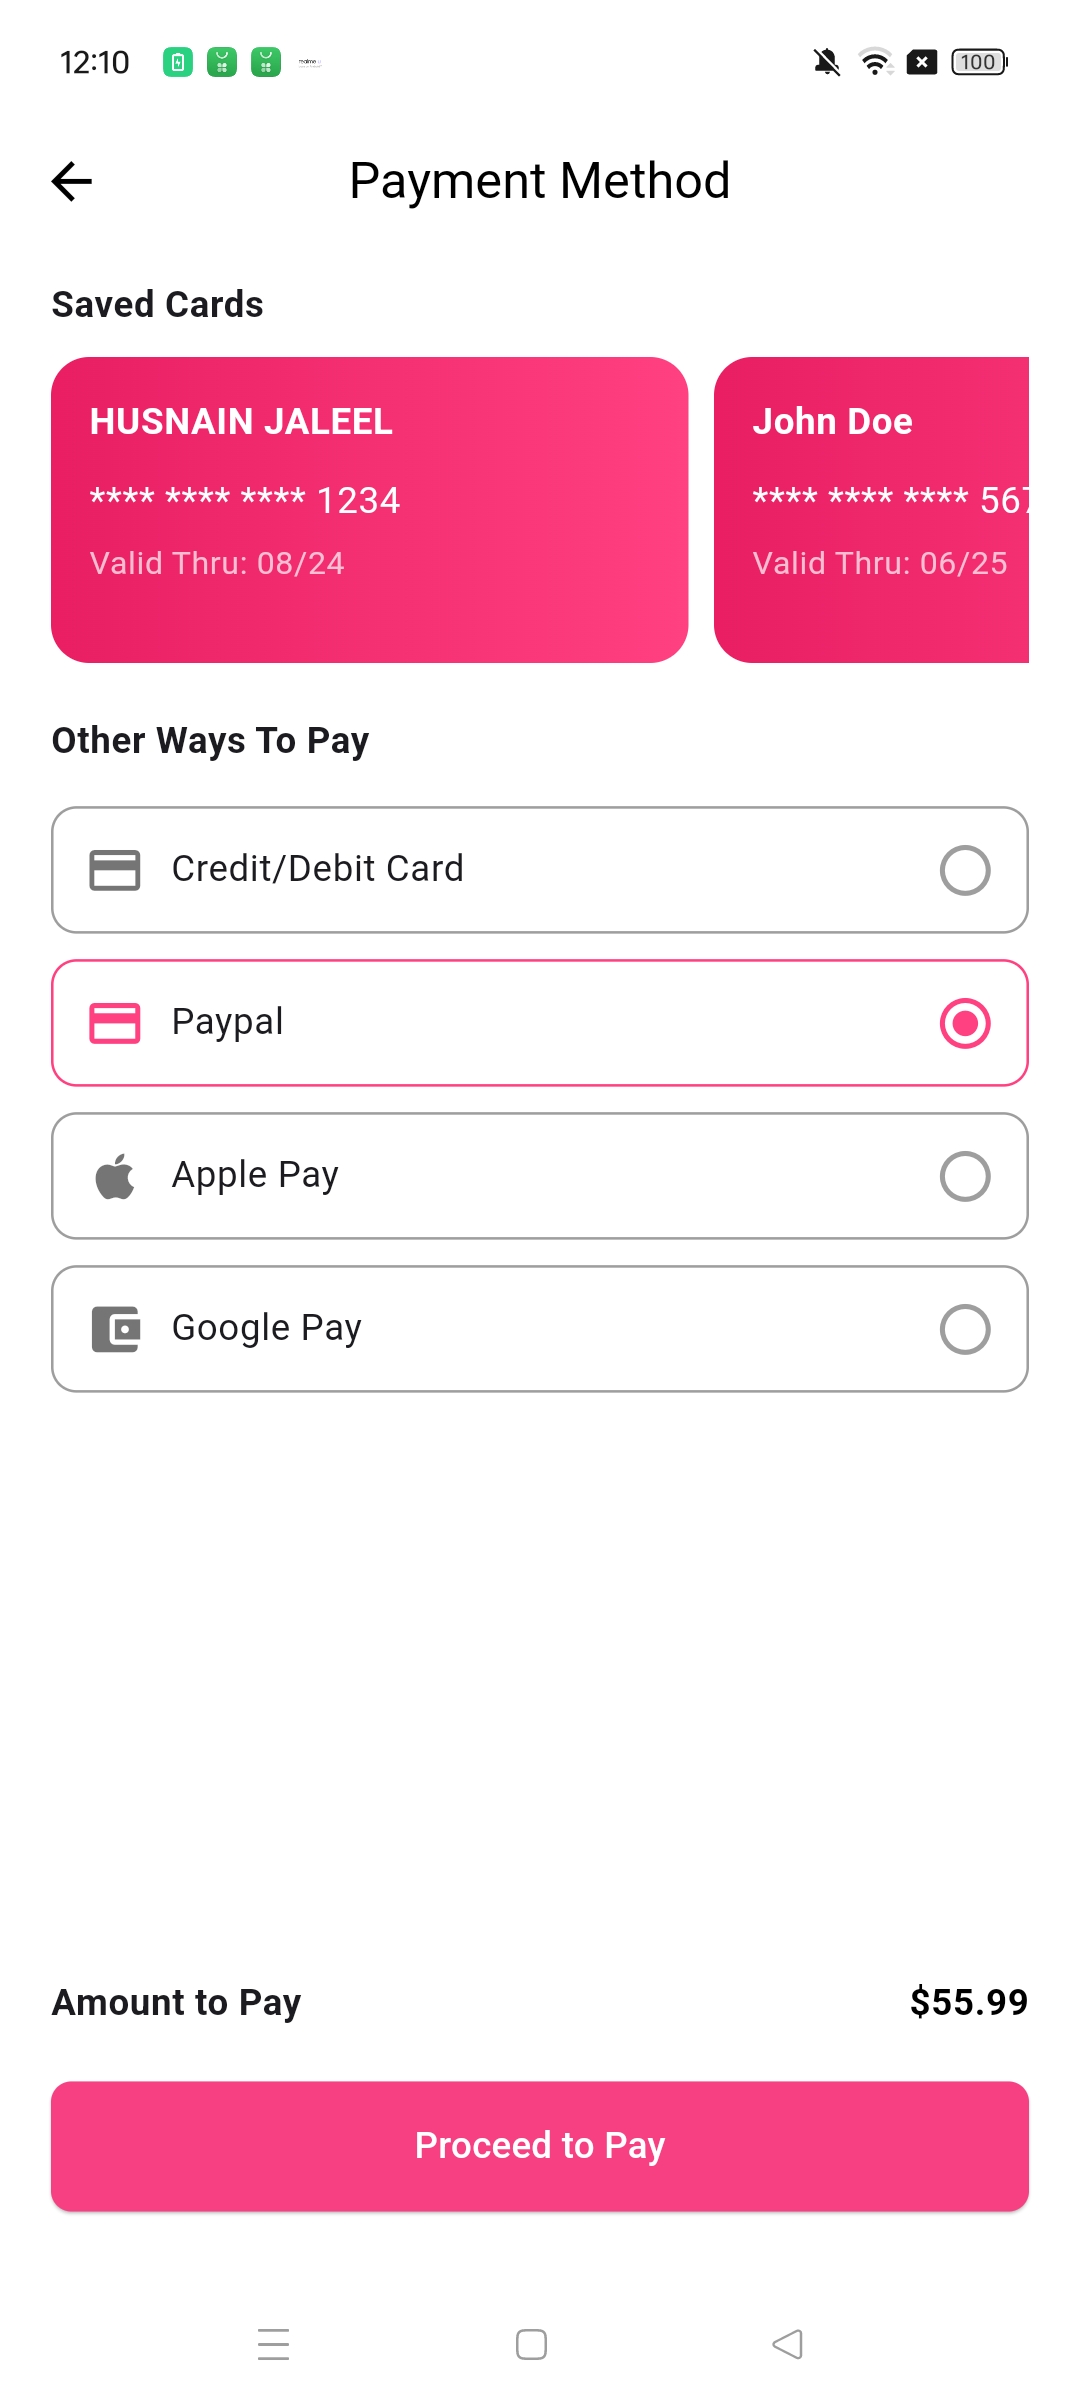 12:10
100
Payment Method
Saved Cards
HUSNAIN JALEEL
**** **** **** 1234
Valid Thru: 08/24
John Doe
**** **** **** 567
Valid Thru: 06/25
Other Ways To Pay
Credit/Debit Card
Paypal
Apple Pay
Google Pay
Amount to Pay
$55.99
Proceed to Pay